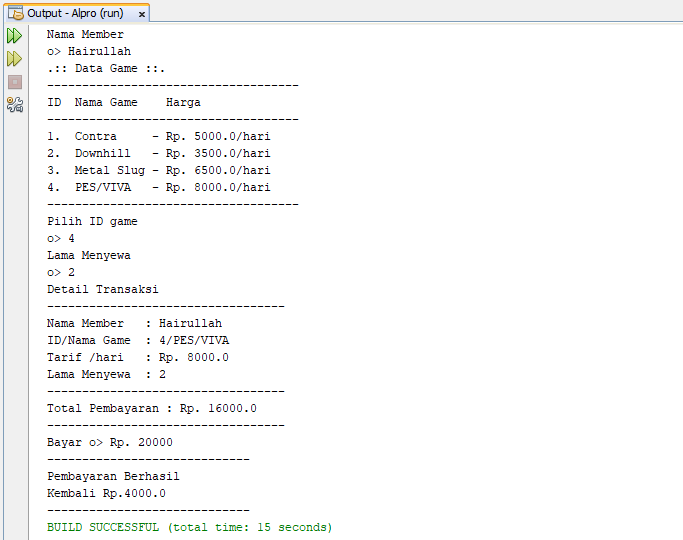 Output - Alpro (run)
Nama Member
o> Hairullah
.:: Data Game ::.
------------------------------------
ID  Nama Game    Harga
------------------------------------
1.  Contra     - Rp. 5000.0/hari
2.  Downhill   - Rp. 3500.0/hari
3.  Metal Slug - Rp. 6500.0/hari
4.  PES/VIVA   - Rp. 8000.0/hari
------------------------------------
Pilih ID game
o> 4
Lama Menyewa
o> 2
Detail Transaksi
----------------------------------
Nama Member   : Hairullah
ID/Nama Game  : 4/PES/VIVA
Tarif /hari   : Rp. 8000.0
Lama Menyewa  : 2
----------------------------------
Total Pembayaran : Rp. 16000.0
----------------------------------
Bayar o> Rp. 20000
-----------------------------
Pembayaran Berhasil
Kembali Rp.4000.0
-----------------------------
BUILD SUCCESSFUL (total time: 15 seconds)